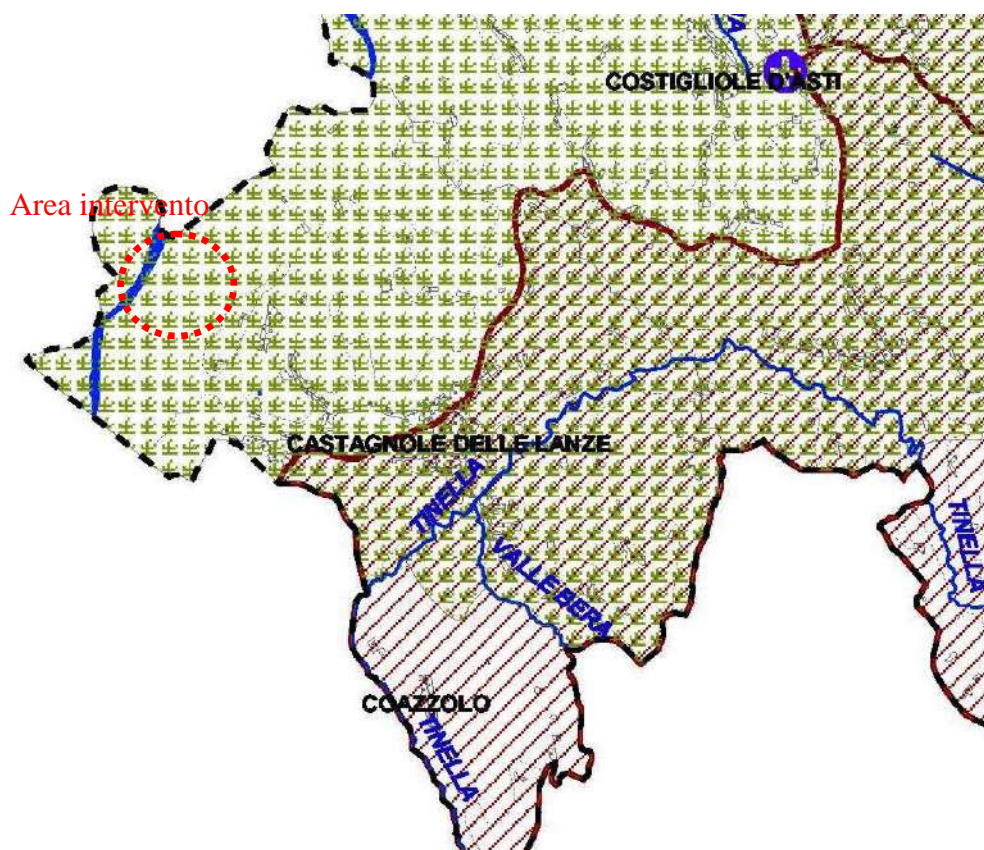 COSTIGLIOLE D'ASTI
Area intervento
CASTAGNOLE DELLE LANZE
TINELLA
TINELLA
VALLE BERA
COAZZOLO
TINELLA